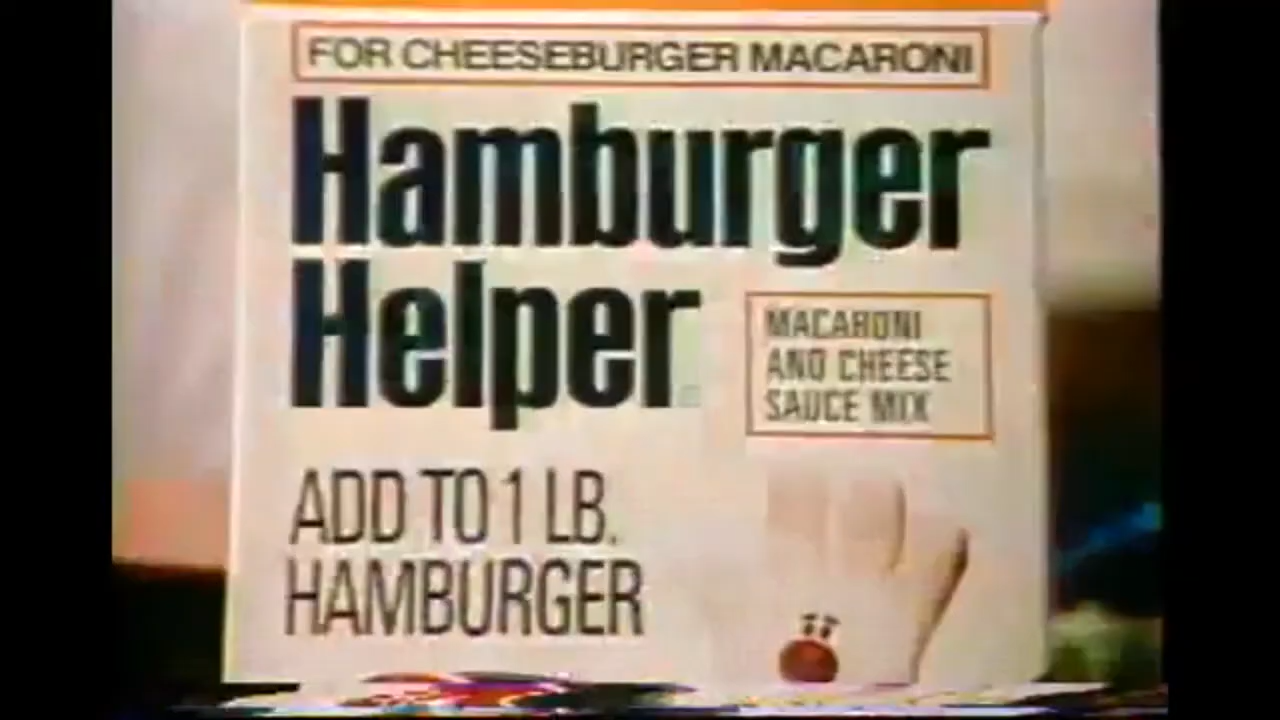 FOR CHEESEBURGER MACARONI
Hamburger
Helper
MACARONI
AND CHEESE
SAUCE MIX
ADD TO 1 LB.
HAMBURGER